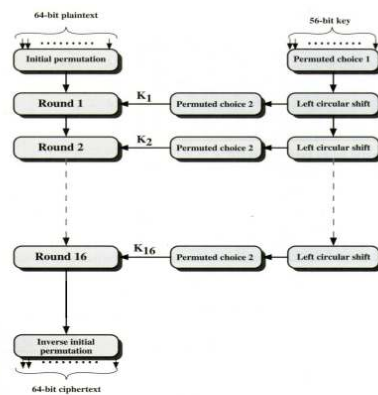 64-bit plaintext 56-bit key
Initial permutation Permuted choice 1
Round 1 K1 Permuted choice 2 Left circular shift
Round 2 K2 Permuted choice 2 Left circular shift
Round 16 K16 Permuted choice 2 Left circular shift
Inverse initial
permutation
64-bit ciphertext